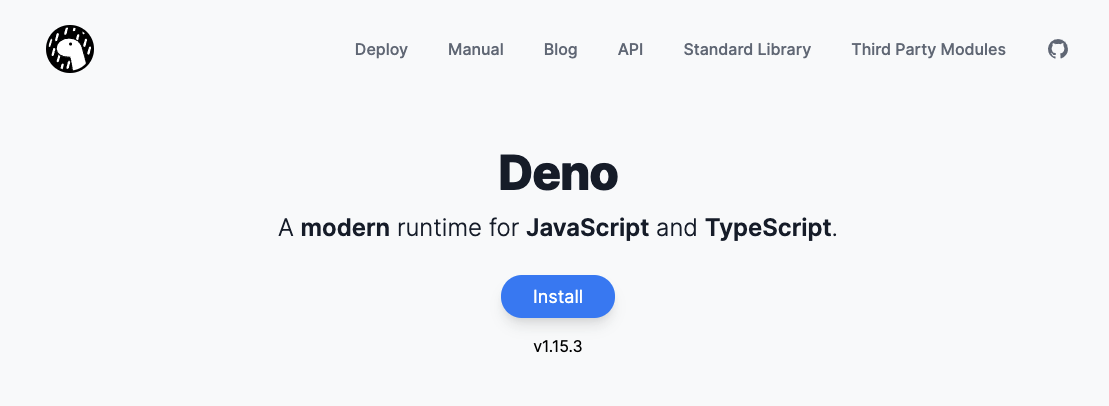 Deploy Manual Blog API Standard Library Third Party Modules
Deno
A modern runtime for JavaScript and TypeScript.
Install
v1.15.3